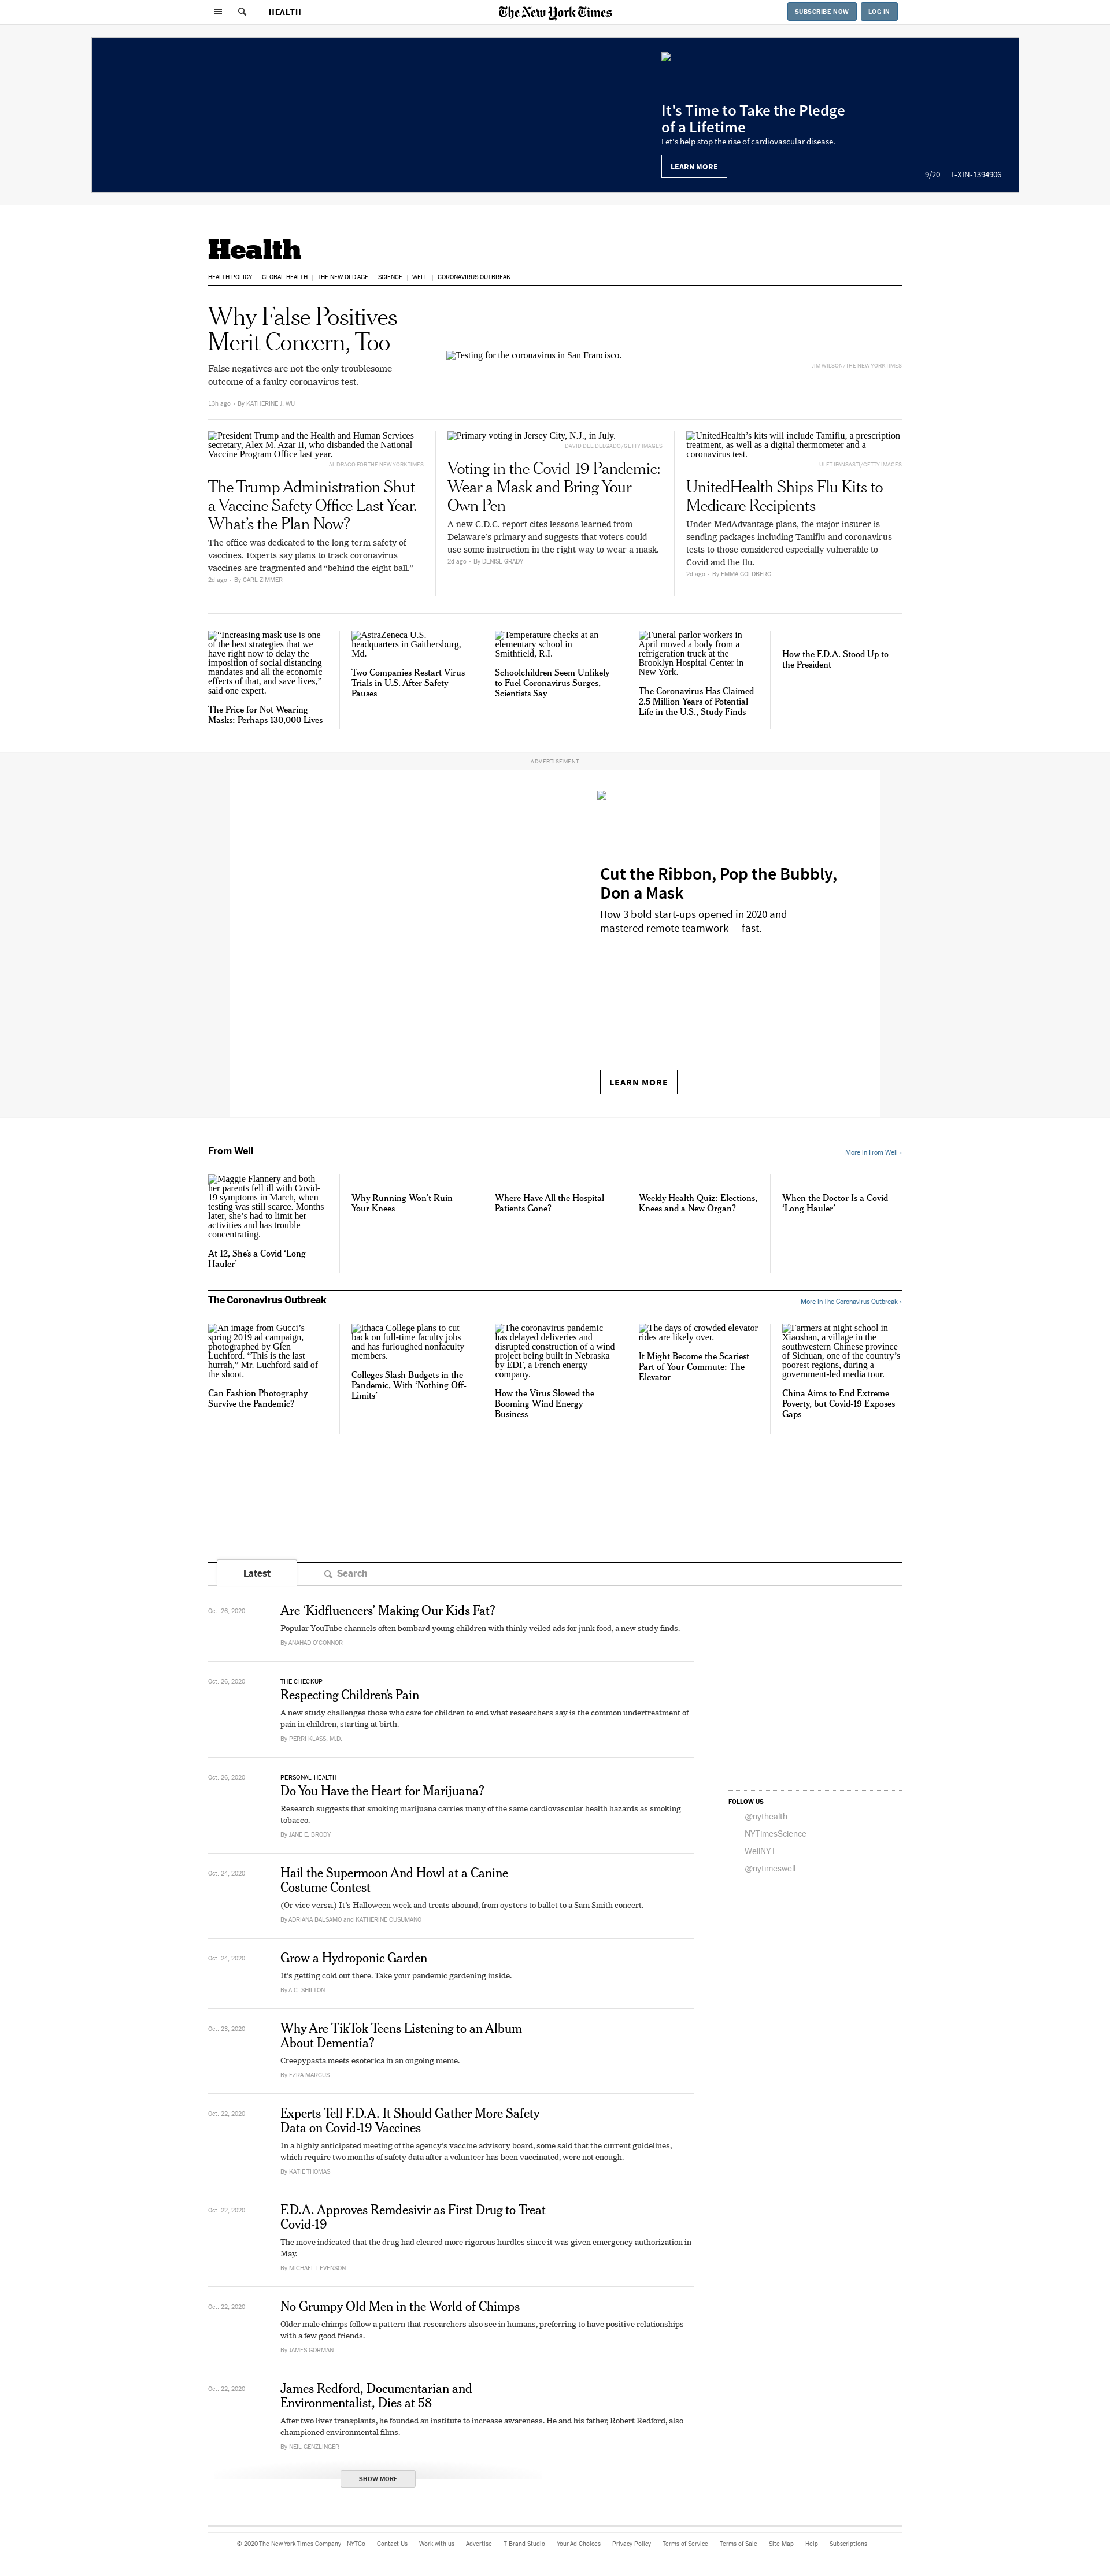 HEALTH
The New York Times
SUBSCRIBE NOW
LOG IN
It's Time to Take the Pledge
of a Lifetime
Let's help stop the rise of cardiovascular disease.
LEARN MORE
9/20 T-XIN-1394906
Health
HEALTH POLICY | GLOBAL HEALTH | THE NEW OLD AGE | SCIENCE | WELL | CORONAVIRUS OUTBREAK
Why False Positives
Merit Concern, Too
False negatives are not the only troublesome
outcome of a faulty coronavirus test.
13h ago • By KATHERINE J. WU
Testing for the coronavirus in San Francisco.
JIM WILSON/THE NEW YORK TIMES
President Trump and the Health and Human Services
secretary, Alex M. Azar II, who disbanded the National
Vaccine Program Office last year.
AL DRAGO FOR THE NEW YORK TIMES
The Trump Administration Shut
a Vaccine Safety Office Last Year.
What’s the Plan Now?
The office was dedicated to the long-term safety of
vaccines. Experts say plans to track coronavirus
vaccines are fragmented and “behind the eight ball.”
2d ago • By CARL ZIMMER
Primary voting in Jersey City, N.J., in July.
DAVID DEE DELGADO/GETTY IMAGES
Voting in the Covid-19 Pandemic:
Wear a Mask and Bring Your
Own Pen
A new C.D.C. report cites lessons learned from
Delaware’s primary and suggests that voters could
use some instruction in the right way to wear a mask.
2d ago • By DENISE GRADY
UnitedHealth’s kits will include Tamiflu, a prescription
treatment, as well as a digital thermometer and a
coronavirus test.
ULET IFANSASTI/GETTY IMAGES
UnitedHealth Ships Flu Kits to
Medicare Recipients
Under MedAdvantage plans, the major insurer is
sending packages including Tamiflu and coronavirus
tests to those considered especially vulnerable to
Covid and the flu.
2d ago • By EMMA GOLDBERG
“Increasing mask use is one
of the best strategies that we
have right now to delay the
imposition of social distancing
mandates and all the economic
effects of that, and save lives,”
said one expert.
The Price for Not Wearing
Masks: Perhaps 130,000 Lives
AstraZeneca U.S.
headquarters in Gaithersburg,
Md.
Two Companies Restart Virus
Trials in U.S. After Safety
Pauses
Temperature checks at an
elementary school in
Smithfield, R.I.
Schoolchildren Seem Unlikely
to Fuel Coronavirus Surges,
Scientists Say
Funeral parlor workers in
April moved a body from a
refrigeration truck at the
Brooklyn Hospital Center in
New York.
The Coronavirus Has Claimed
2.5 Million Years of Potential
Life in the U.S., Study Finds
How the F.D.A. Stood Up to
the President
ADVERTISEMENT
Cut the Ribbon, Pop the Bubbly,
Don a Mask
How 3 bold start-ups opened in 2020 and
mastered remote teamwork — fast.
LEARN MORE
From Well
More in From Well ›
Maggie Flannery and both
her parents fell ill with Covid-
19 symptoms in March, when
testing was still scarce. Months
later, she’s had to limit her
activities and has trouble
concentrating.
At 12, She’s a Covid ‘Long
Hauler’
Why Running Won’t Ruin
Your Knees
Where Have All the Hospital
Patients Gone?
Weekly Health Quiz: Elections,
Knees and a New Organ?
When the Doctor Is a Covid
‘Long Hauler’
The Coronavirus Outbreak
More in The Coronavirus Outbreak ›
An image from Gucci’s
spring 2019 ad campaign,
photographed by Glen
Luchford. “This is the last
hurrah,” Mr. Luchford said of
the shoot.
Can Fashion Photography
Survive the Pandemic?
Ithaca College plans to cut
back on full-time faculty jobs
and has furloughed nonfaculty
members.
Colleges Slash Budgets in the
Pandemic, With ‘Nothing Off-
Limits’
The coronavirus pandemic
has delayed deliveries and
disrupted construction of a wind
project being built in Nebraska
by EDF, a French energy
company.
How the Virus Slowed the
Booming Wind Energy
Business
The days of crowded elevator
rides are likely over.
It Might Become the Scariest
Part of Your Commute: The
Elevator
Farmers at night school in
Xiaoshan, a village in the
southwestern Chinese province
of Sichuan, one of the country’s
poorest regions, during a
government-led media tour.
China Aims to End Extreme
Poverty, but Covid-19 Exposes
Gaps
Latest
Search
Oct. 26, 2020
Are ‘Kidfluencers’ Making Our Kids Fat?
Popular YouTube channels often bombard young children with thinly veiled ads for junk food, a new study finds.
By ANAHAD O’CONNOR
Oct. 26, 2020
THE CHECKUP
Respecting Children’s Pain
A new study challenges those who care for children to end what researchers say is the common undertreatment of
pain in children, starting at birth.
By PERRI KLASS, M.D.
Oct. 26, 2020
PERSONAL HEALTH
Do You Have the Heart for Marijuana?
Research suggests that smoking marijuana carries many of the same cardiovascular health hazards as smoking
tobacco.
By JANE E. BRODY
FOLLOW US
@nythealth
NYTimesScience
WellNYT
@nytimeswell
Oct. 24, 2020
Hail the Supermoon And Howl at a Canine
Costume Contest
(Or vice versa.) It’s Halloween week and treats abound, from oysters to ballet to a Sam Smith concert.
By ADRIANA BALSAMO and KATHERINE CUSUMANO
Oct. 24, 2020
Grow a Hydroponic Garden
It’s getting cold out there. Take your pandemic gardening inside.
By A.C. SHILTON
Oct. 23, 2020
Why Are TikTok Teens Listening to an Album
About Dementia?
Creepypasta meets esoterica in an ongoing meme.
By EZRA MARCUS
Oct. 22, 2020
Experts Tell F.D.A. It Should Gather More Safety
Data on Covid-19 Vaccines
In a highly anticipated meeting of the agency’s vaccine advisory board, some said that the current guidelines,
which require two months of safety data after a volunteer has been vaccinated, were not enough.
By KATIE THOMAS
Oct. 22, 2020
F.D.A. Approves Remdesivir as First Drug to Treat
Covid-19
The move indicated that the drug had cleared more rigorous hurdles since it was given emergency authorization in
May.
By MICHAEL LEVENSON
Oct. 22, 2020
No Grumpy Old Men in the World of Chimps
Older male chimps follow a pattern that researchers also see in humans, preferring to have positive relationships
with a few good friends.
By JAMES GORMAN
Oct. 22, 2020
James Redford, Documentarian and
Environmentalist, Dies at 58
After two liver transplants, he founded an institute to increase awareness. He and his father, Robert Redford, also
championed environmental films.
By NEIL GENZLINGER
SHOW MORE
© 2020 The New York Times Company NYTCo Contact Us Work with us Advertise T Brand Studio Your Ad Choices Privacy Policy Terms of Service Terms of Sale Site Map Help Subscriptions